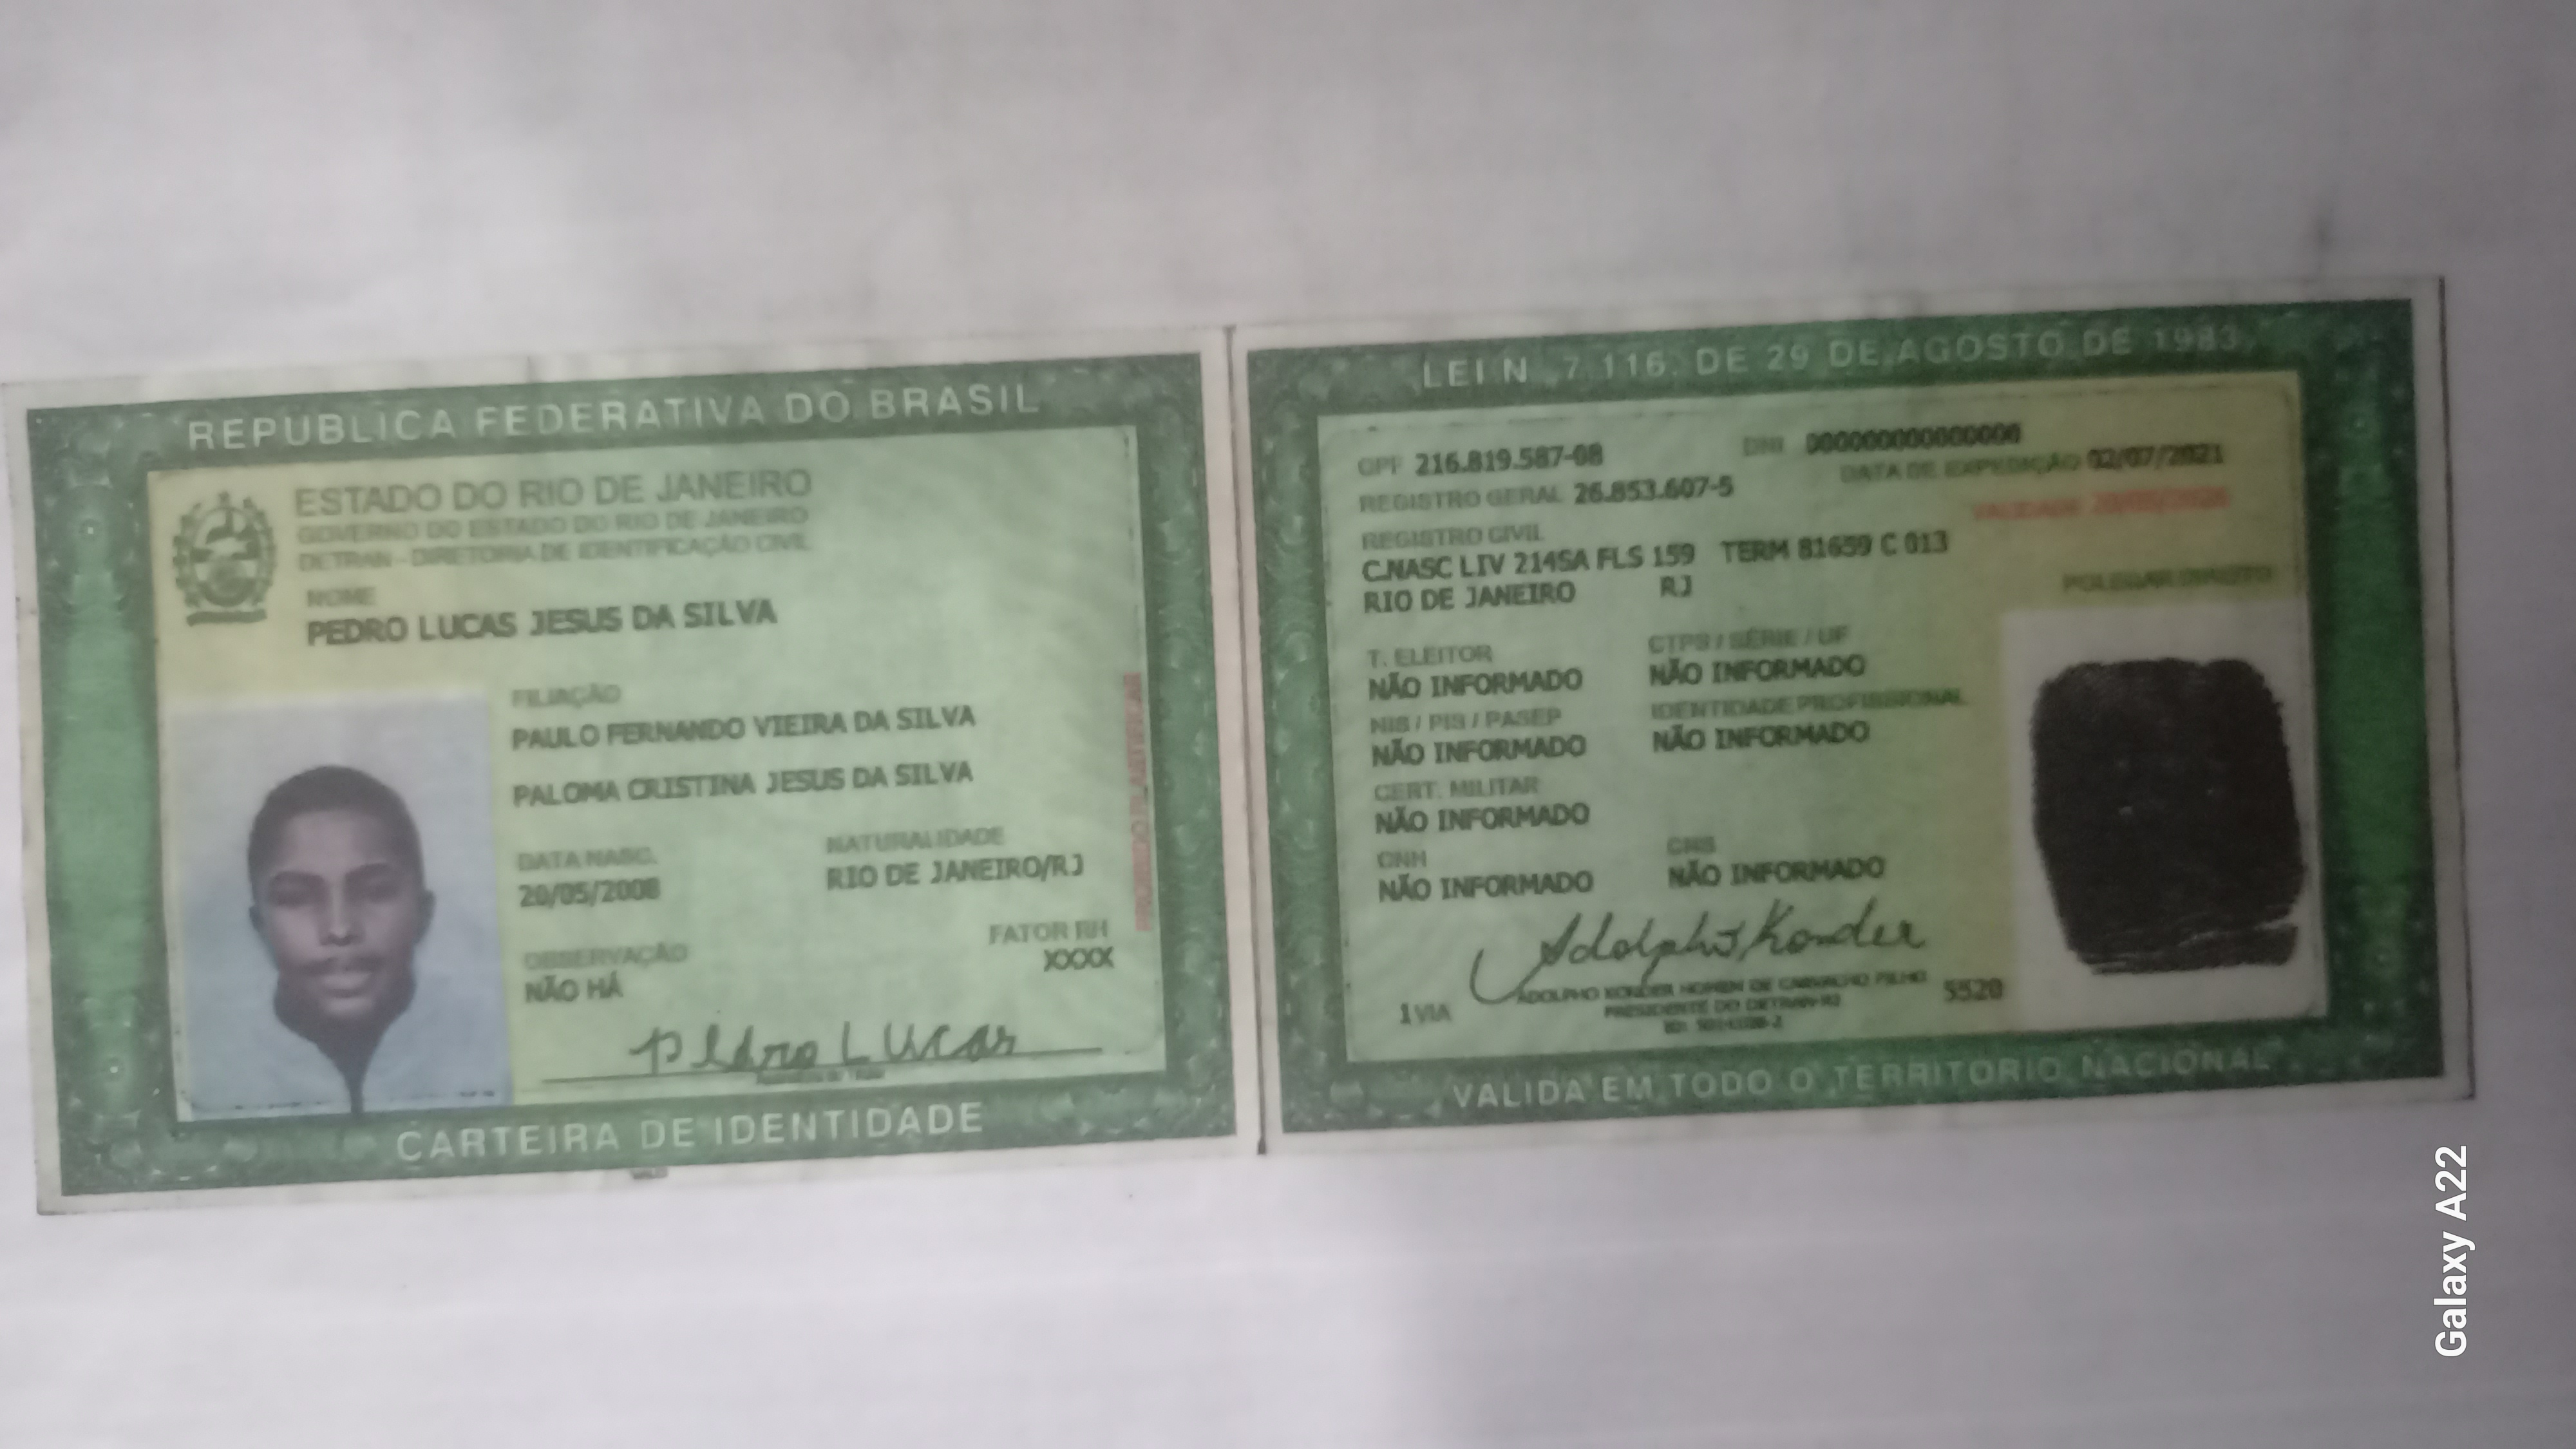 REPÚBLICA FEDERATIVA DO BRASIL
ESTADO DO RIO DE JANEIRO
GOVERNO DO ESTADO DO RIO DE JANEIRO
DETRAN - DIRETORIA DE IDENTIFICAÇÃO CIVIL
NOME
PEDRO LUCAS JESUS DA SILVA
FILIAÇÃO
PAULO FERNANDO VIEIRA DA SILVA
PALOMA CRISTINA JESUS DA SILVA
DATA NASC.
20/05/2008
NATURALIDADE
RIO DE JANEIRO/RJ
OBSERVAÇÃO
NÃO HÁ
FATOR RH
XXXX
Pedro Lucas
CARTEIRA DE IDENTIDADE
LEI N 7.116, DE 29 DE AGOSTO DE 1983
CPF 216.819.587-08
DNI 000000000000000
REGISTRO GERAL 26.853.607-5
DATA DE EXPEDIÇÃO 02/07/2021
VALIDADE
REGISTRO CIVIL
C.NASC LIV 214SA FLS 159 TERM 81659 C 013
RIO DE JANEIRO RJ
POLEGAR DIREITO
T. ELEITOR
NÃO INFORMADO
CTPS / SÉRIE / UF
NÃO INFORMADO
NIS / PIS / PASEP
NÃO INFORMADO
IDENTIDADE PROFISSIONAL
NÃO INFORMADO
CERT. MILITAR
NÃO INFORMADO
CNH
NÃO INFORMADO
CNS
NÃO INFORMADO
Adolpho Konder
ADOLPHO KONDER HOMEM DE CARVALHO FILHO
PRESIDENTE DO DETRAN-RJ
1 VIA
5520
VALIDA EM TODO O TERRITORIO NACIONAL
Galaxy A22